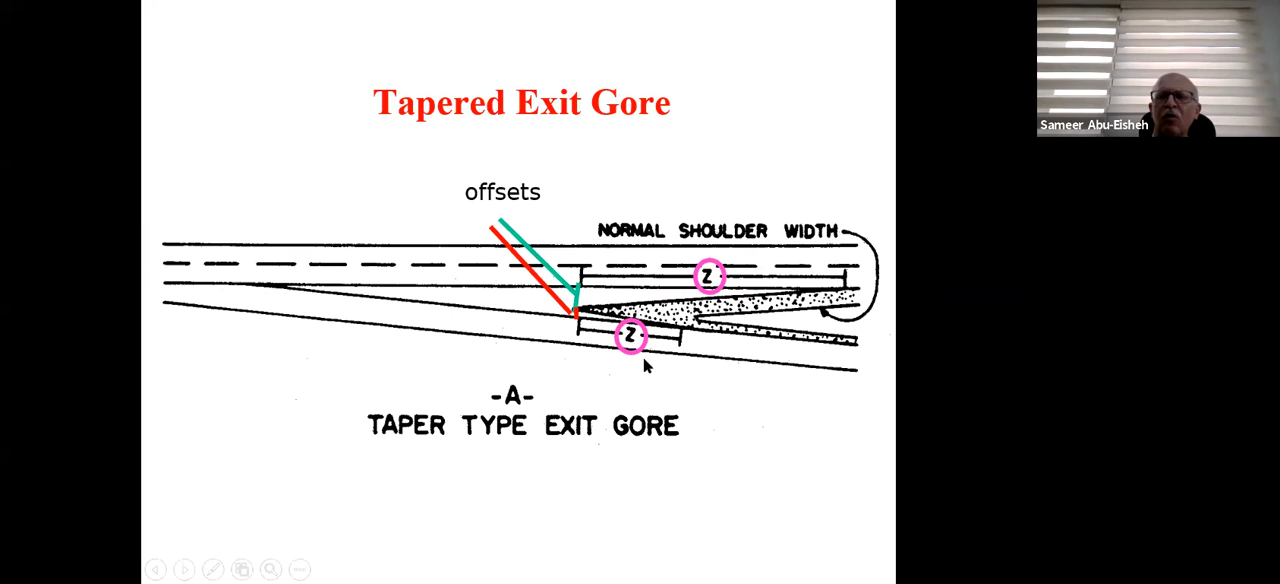 Tapered Exit Gore
Sameer Abu-Eisheh
offsets
NORMAL SHOULDER WIDTH
Z
Z
-A-
TAPER TYPE EXIT GORE